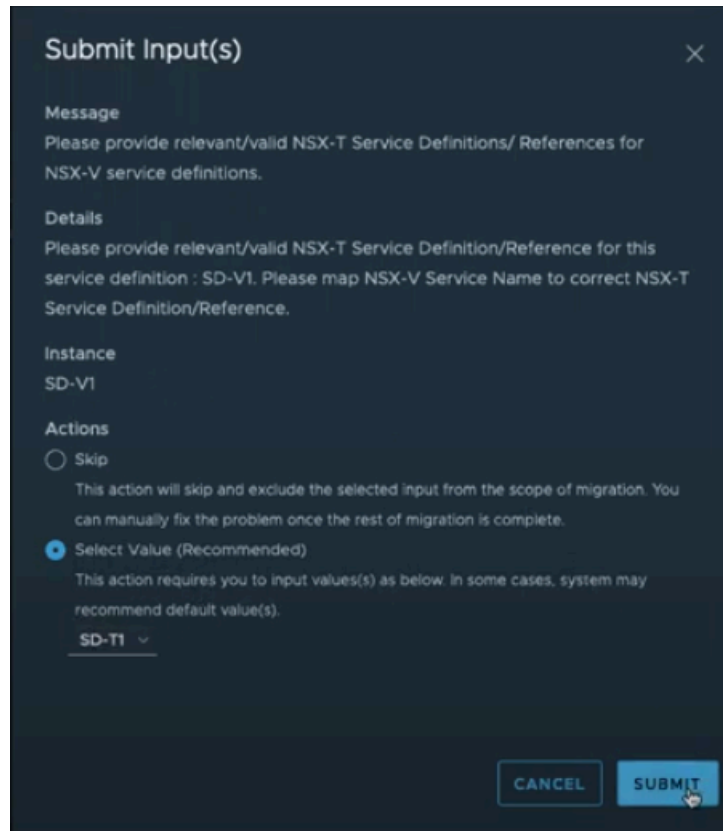 Submit Input(s)
Message
Please provide relevant/valid NSX-T Service Definitions/ References for
NSX-V service definitions.
Details
Please provide relevant/valid NSX-T Service Definition/Reference for this
service definition : SD-V1. Please map NSX-V Service Name to correct NSX-T
Service Definition/Reference.
Instance
SD-V1
Actions
Skip
This action will skip and exclude the selected input from the scope of migration. You
can manually fix the problem once the rest of migration is complete.
Select Value (Recommended)
This action requires you to input values(s) as below. In some cases, system may
recommend default value(s).
SD-T1
CANCEL
SUBMIT